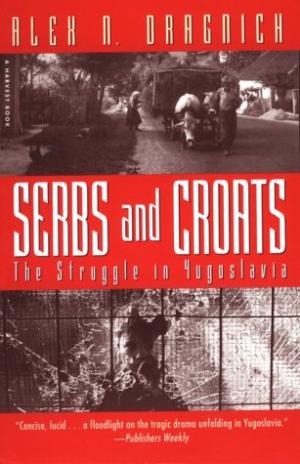 ALEX N. DRAGNICH
A HARVEST BOOK
SERBS and CROATS
The Struggle in Yugoslavia
"Concise, lucid . . . a floodlight on the tragic drama unfolding in Yugoslavia."
—Publishers Weekly